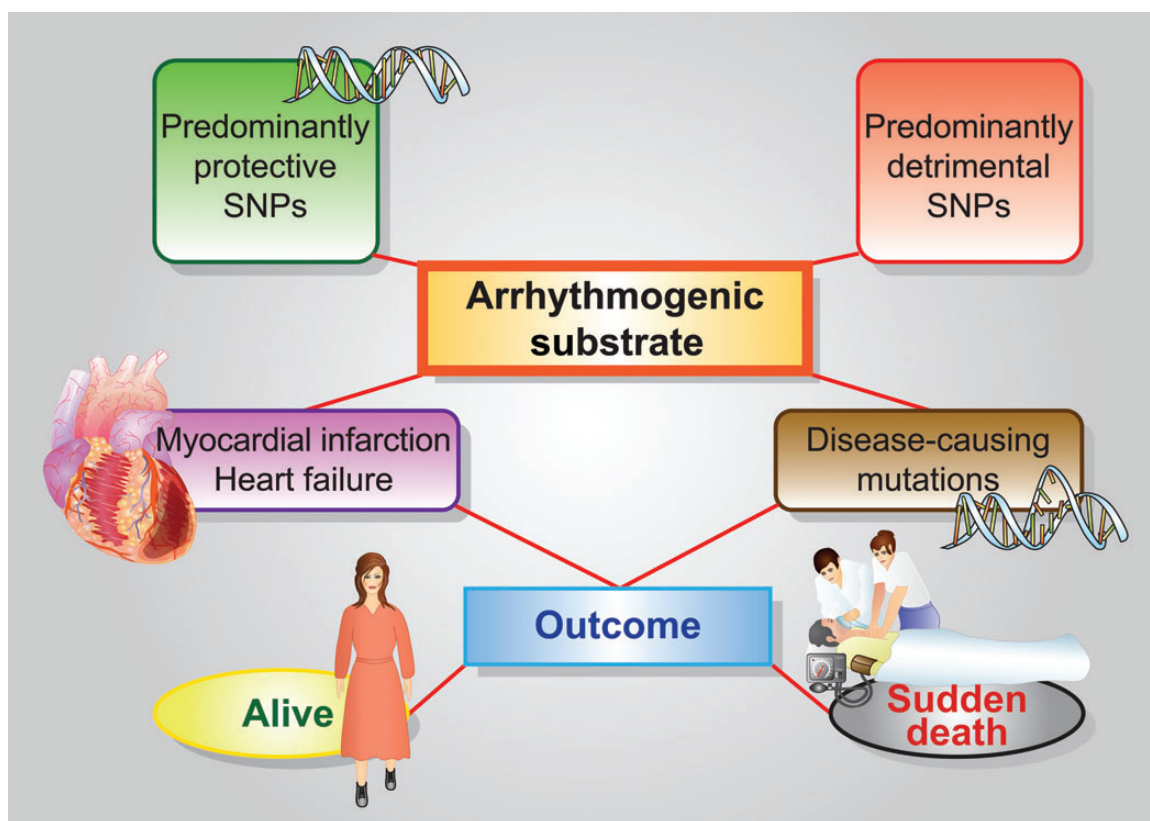 Predominantly
protective
SNPs
Predominantly
detrimental
SNPs
Arrhythmogenic
substrate
Myocardial infarction
Heart failure
Disease-causing
mutations
Outcome
Alive
Sudden
death